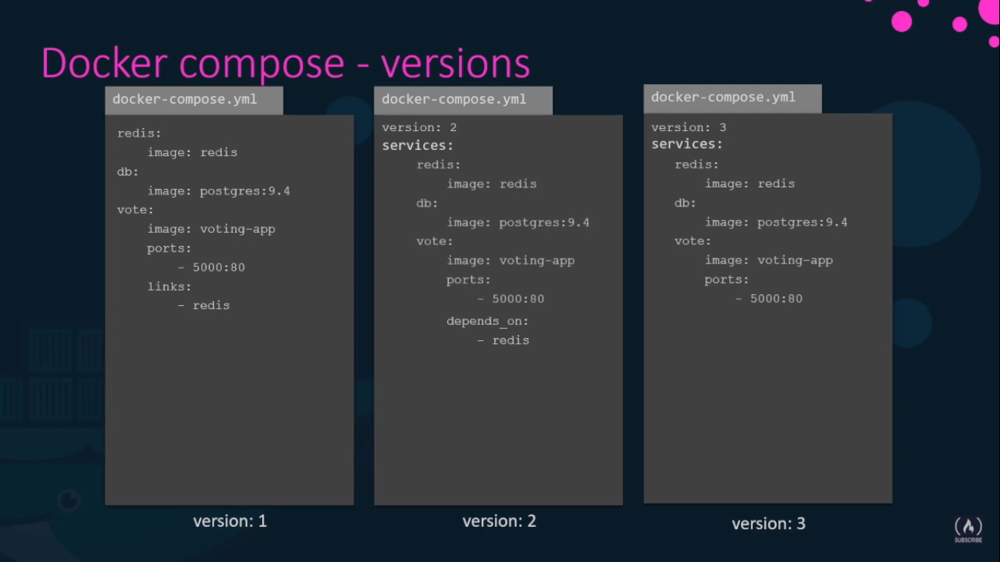 Docker compose - versions
docker-compose.yml
redis:
image: redis
db:
image: postgres:9.4
vote:
image: voting-app
ports:
- 5000:80
links:
- redis
version: 1
docker-compose.yml
version: 2
services:
redis:
image: redis
db:
image: postgres:9.4
vote:
image: voting-app
ports:
- 5000:80
depends_on:
- redis
version: 2
docker-compose.yml
version: 3
services:
redis:
image: redis
db:
image: postgres:9.4
vote:
image: voting-app
ports:
- 5000:80
version: 3
SUBSCRIBE